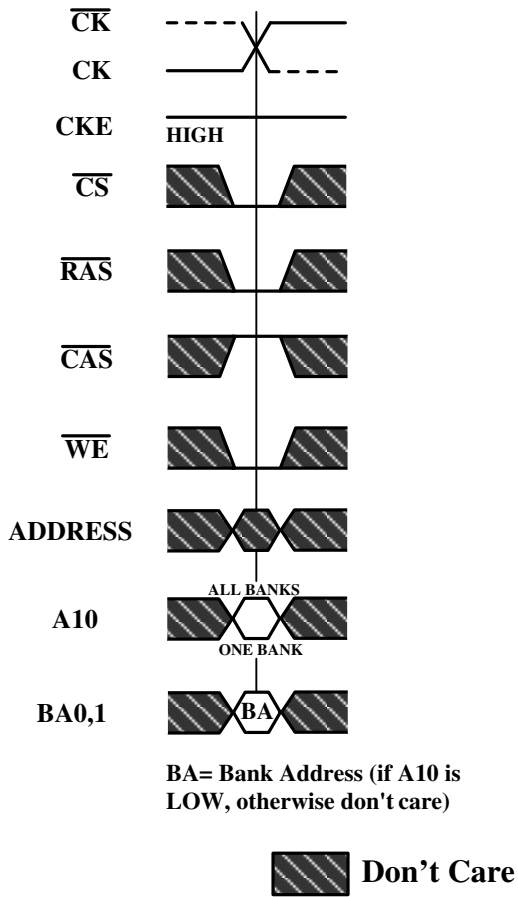 CK
CK
CKE
HIGH
CS
RAS
CAS
WE
ADDRESS
ALL BANKS
A10
ONE BANK
BA0,1
BA
BA= Bank Address (if A10 is
LOW, otherwise don't care)
Don't Care